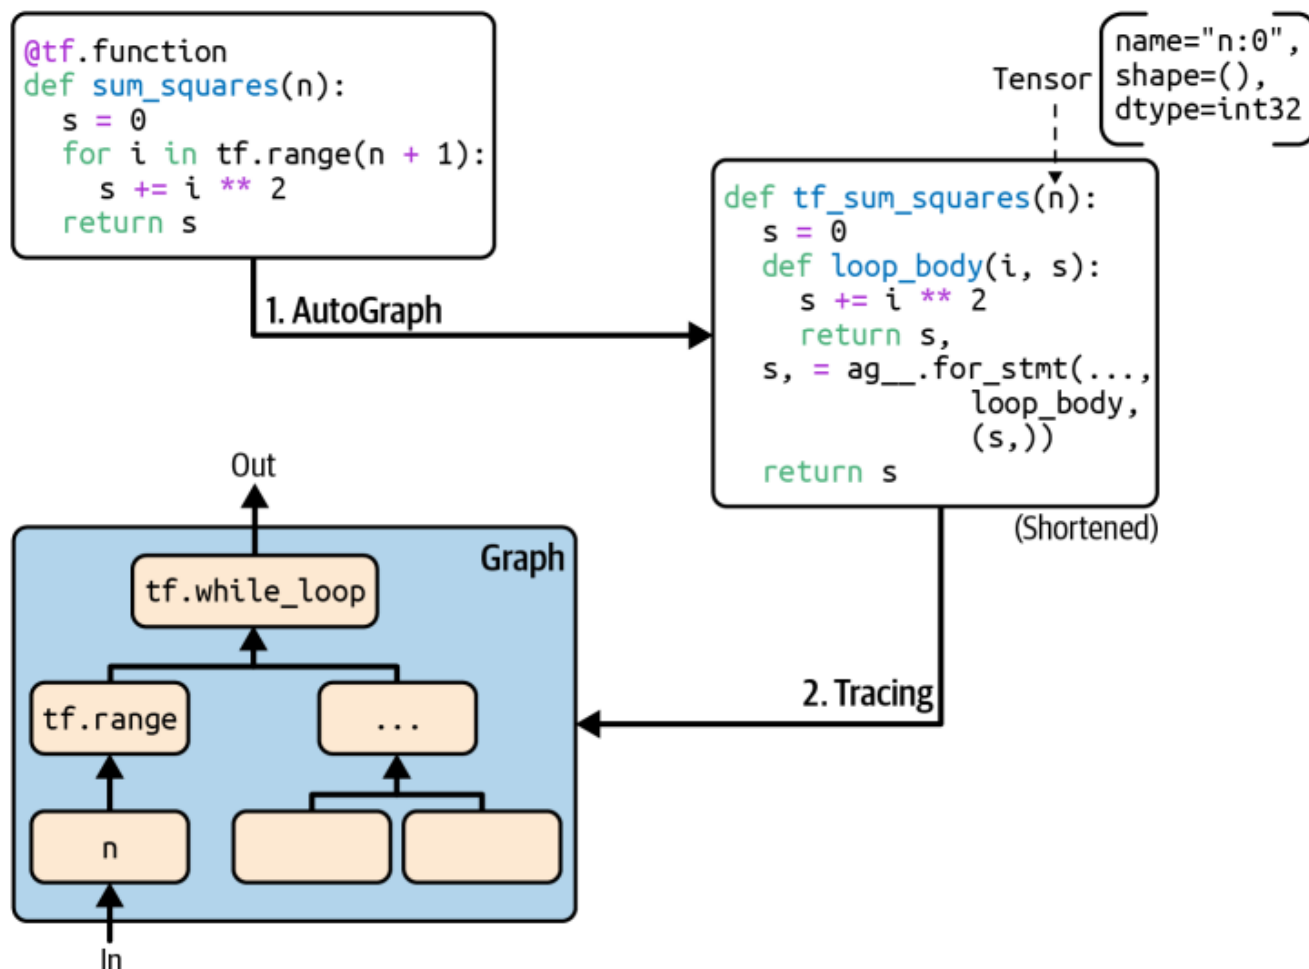 @tf.function
def sum_squares(n):
s = 0
for i in tf.range(n + 1):
s += i ** 2
return s
Tensor
name="n:0",
shape=(),
dtype=int32
1. AutoGraph
def tf_sum_squares(n):
s = 0
def loop_body(i, s):
s += i ** 2
return s,
s, = ag__.for_stmt(...,
loop_body,
(s,))
return s
(Shortened)
2. Tracing
Out
Graph
tf.while_loop
tf.range
...
n
In